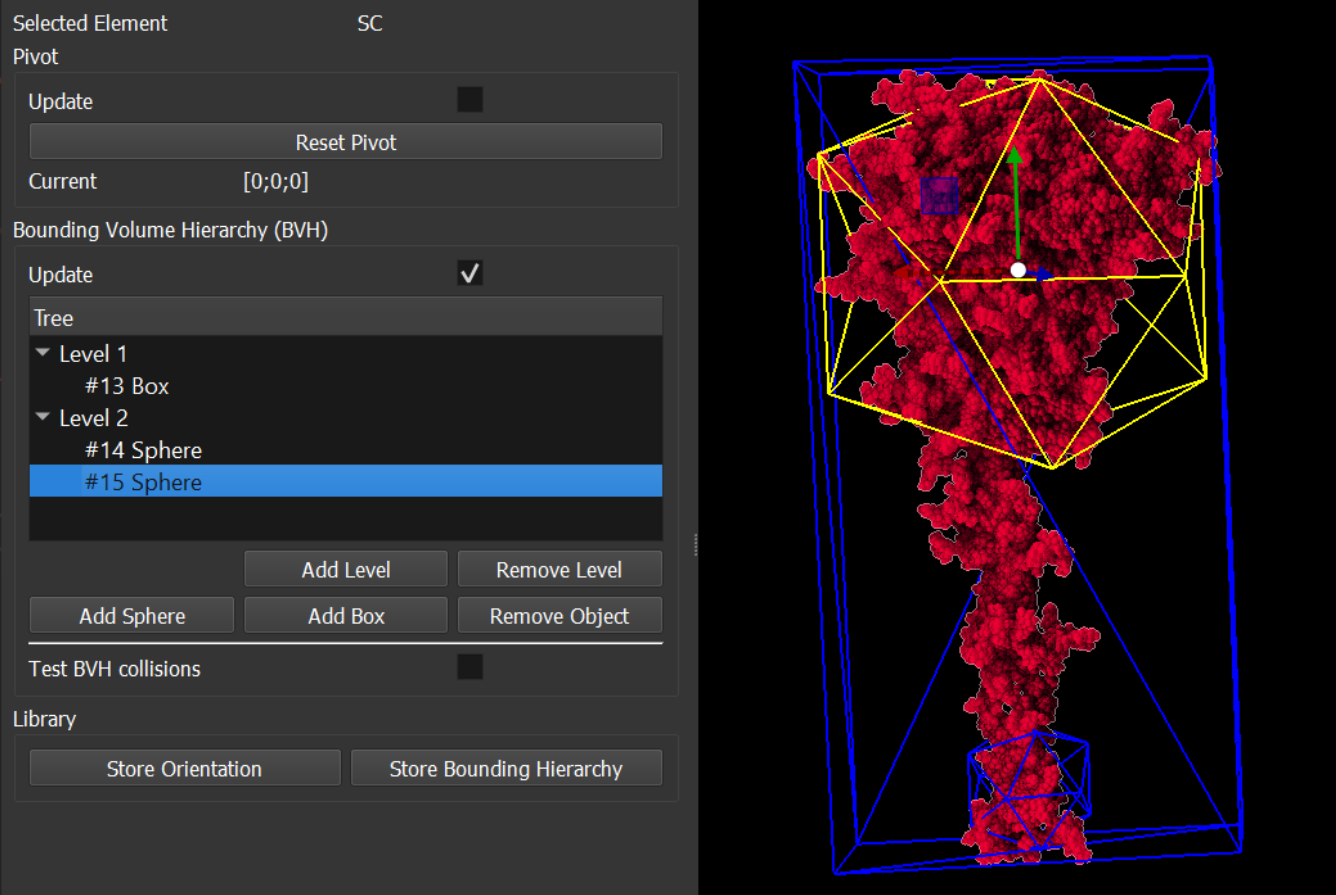 Selected Element SC
Pivot
Update
Reset Pivot
Current [0;0;0]
Bounding Volume Hierarchy (BVH)
Update
Tree
Level 1
#13 Box
Level 2
#14 Sphere
#15 Sphere
Add Level Remove Level
Add Sphere Add Box Remove Object
Test BVH collisions
Library
Store Orientation Store Bounding Hierarchy